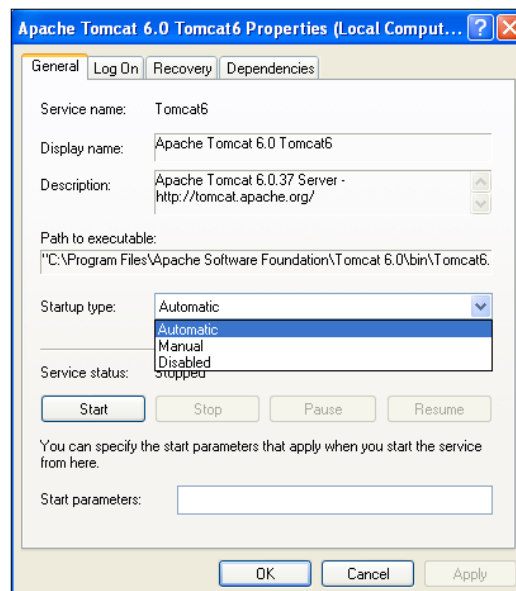 Apache Tomcat 6.0 Tomcat6 Properties (Local Comput...
General Log On Recovery Dependencies
Service name: Tomcat6
Display name: Apache Tomcat 6.0 Tomcat6
Description: Apache Tomcat 6.0.37 Server -
http://tomcat.apache.org/
Path to executable:
"C:\Program Files\Apache Software Foundation\Tomcat 6.0\bin\Tomcat6.
Startup type: Automatic
Automatic
Manual
Disabled
Service status: Stopped
Start Stop Pause Resume
You can specify the start parameters that apply when you start the service
from here.
Start parameters:
OK Cancel Apply